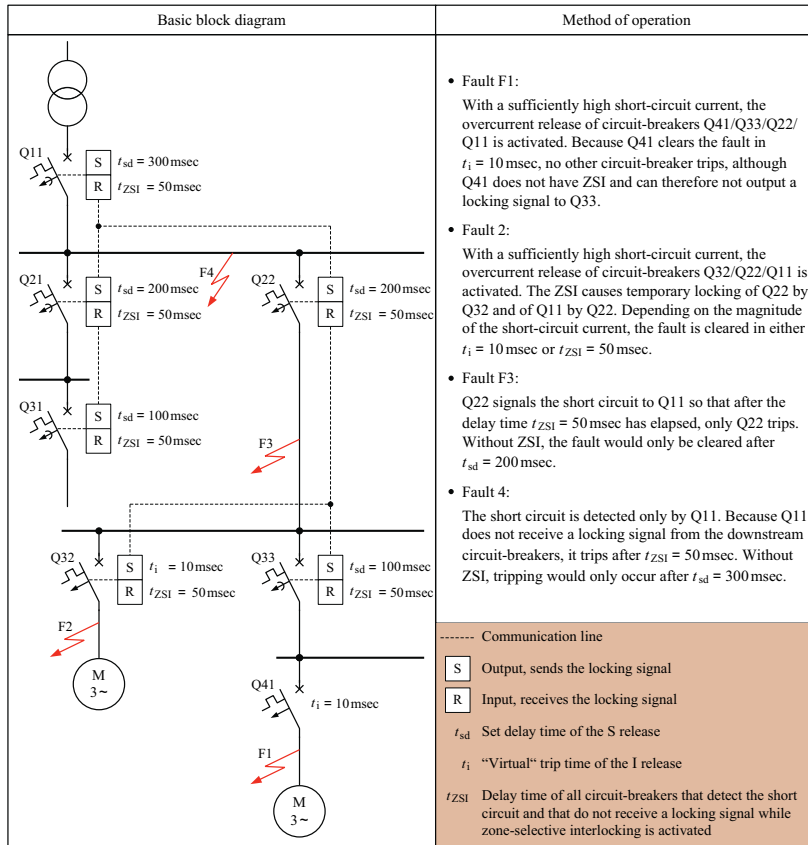 Basic block diagram
Method of operation
Q11
S
R
t_sd = 300 msec
t_ZSI = 50 msec
F4
Q21
S
R
t_sd = 200 msec
t_ZSI = 50 msec
Q22
S
R
t_sd = 200 msec
t_ZSI = 50 msec
Q31
S
R
t_sd = 100 msec
t_ZSI = 50 msec
F3
Q32
S
R
t_i = 10 msec
t_ZSI = 50 msec
Q33
S
R
t_sd = 100 msec
t_ZSI = 50 msec
F2
M
3~
Q41
t_i = 10 msec
F1
M
3~
• Fault F1:
With a sufficiently high short-circuit current, the
overcurrent release of circuit-breakers Q41/Q33/Q22/
Q11 is activated. Because Q41 clears the fault in
t_i = 10 msec, no other circuit-breaker trips, although
Q41 does not have ZSI and can therefore not output a
locking signal to Q33.
• Fault 2:
With a sufficiently high short-circuit current, the
overcurrent release of circuit-breakers Q32/Q22/Q11 is
activated. The ZSI causes temporary locking of Q22 by
Q32 and of Q11 by Q22. Depending on the magnitude
of the short-circuit current, the fault is cleared in either
t_i = 10 msec or t_ZSI = 50 msec.
• Fault F3:
Q22 signals the short circuit to Q11 so that after the
delay time t_ZSI = 50 msec has elapsed, only Q22 trips.
Without ZSI, the fault would only be cleared after
t_sd = 200 msec.
• Fault 4:
The short circuit is detected only by Q11. Because Q11
does not receive a locking signal from the downstream
circuit-breakers, it trips after t_ZSI = 50 msec. Without
ZSI, tripping would only occur after t_sd = 300 msec.
Communication line
S Output, sends the locking signal
R Input, receives the locking signal
t_sd Set delay time of the S release
t_i “Virtual“ trip time of the I release
t_ZSI Delay time of all circuit-breakers that detect the short
circuit and that do not receive a locking signal while
zone-selective interlocking is activated